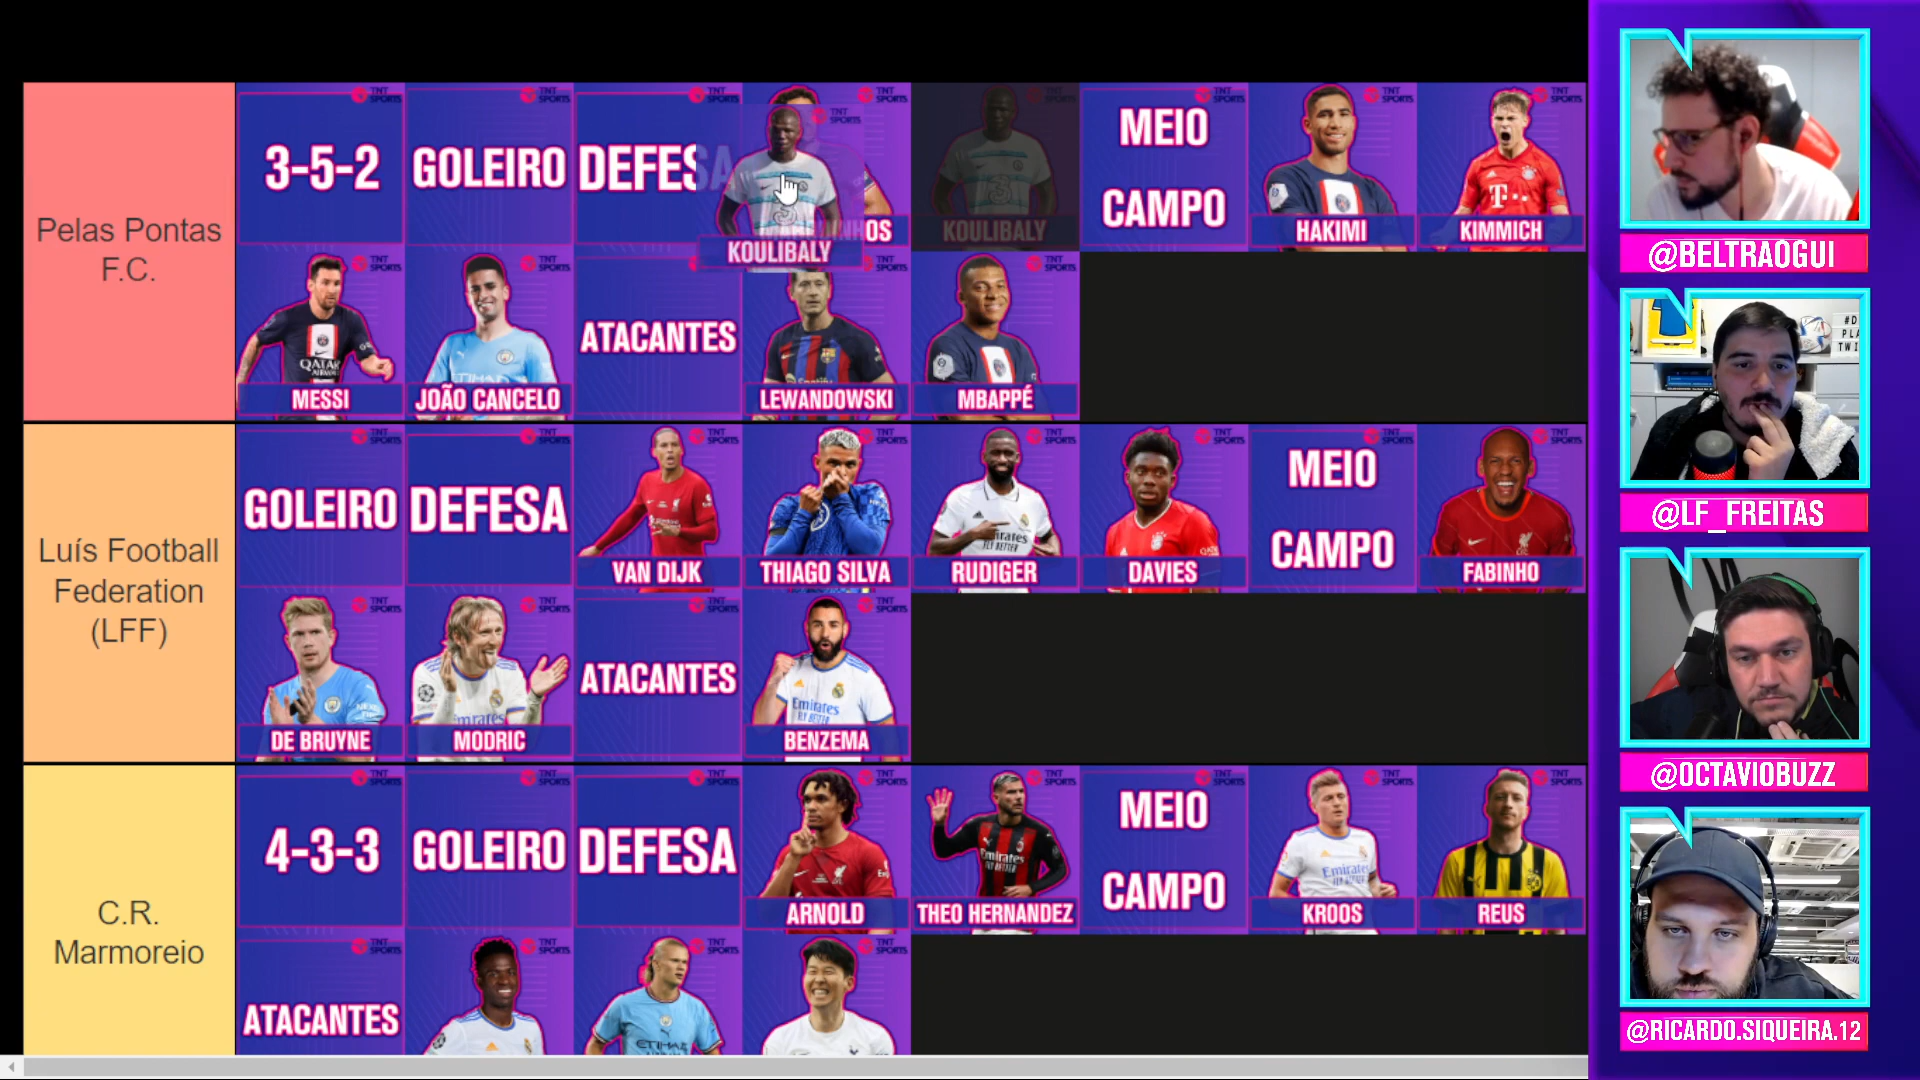 Pelas Pontas
F.C.
3-5-2
GOLEIRO
DEFESA
KOULIBALY
KOULIBALY
MEIO
CAMPO
HAKIMI
KIMMICH
MESSI
JOÃO CANCELO
ATACANTES
LEWANDOWSKI
MBAPPÉ
Luís Football
Federation
(LFF)
GOLEIRO
DEFESA
VAN DIJK
THIAGO SILVA
RUDIGER
DAVIES
MEIO
CAMPO
FABINHO
DE BRUYNE
MODRIC
ATACANTES
BENZEMA
C.R.
Marmoreio
4-3-3
GOLEIRO
DEFESA
ARNOLD
THEO HERNANDEZ
MEIO
CAMPO
KROOS
REUS
ATACANTES
TNT
SPORTS
@BELTRAOGUI
@LF_FREITAS
@OCTAVIOBUZZ
@RICARDO.SIQUEIRA.12